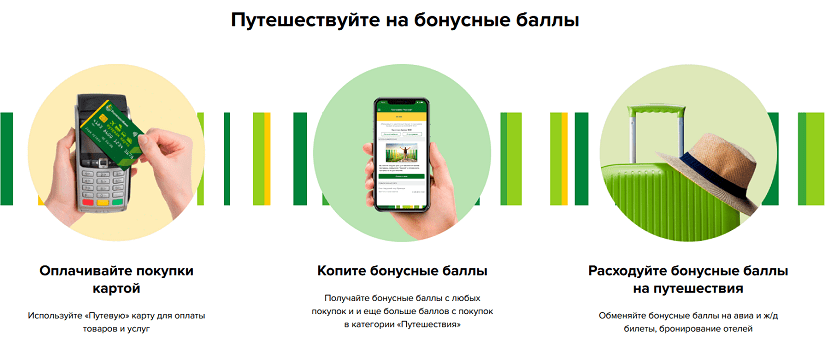 Путешествуйте на бонусные баллы
Оплачивайте покупки
картой
Используйте «Путевую» карту для оплаты
товаров и услуг
Копите бонусные баллы
Получайте бонусные баллы с любых
покупок и и еще больше баллов с покупок
в категории «Путешествия»
Расходуйте бонусные баллы
на путешествия
Обменяйте бонусные баллы на авиа и ж/д
билеты, бронирование отелей